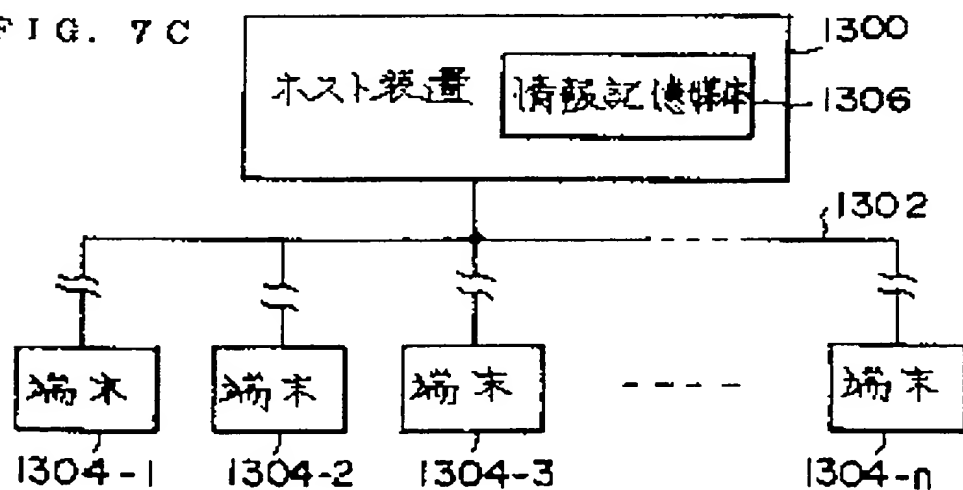 FIG. 7C
1300
ホスト装置
情報記憶媒体
1306
1302
端末
端末
端末
端末
1304-1
1304-2
1304-3
1304-n